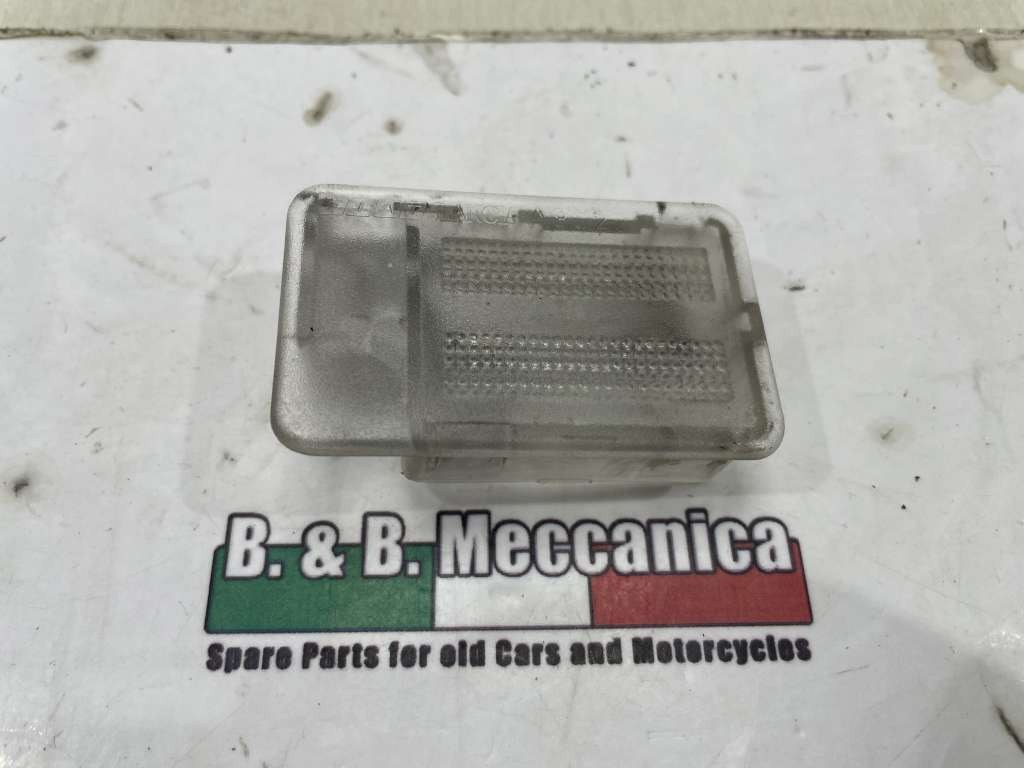 B. & B. Meccanica
Spare Parts for old Cars and Motorcycles